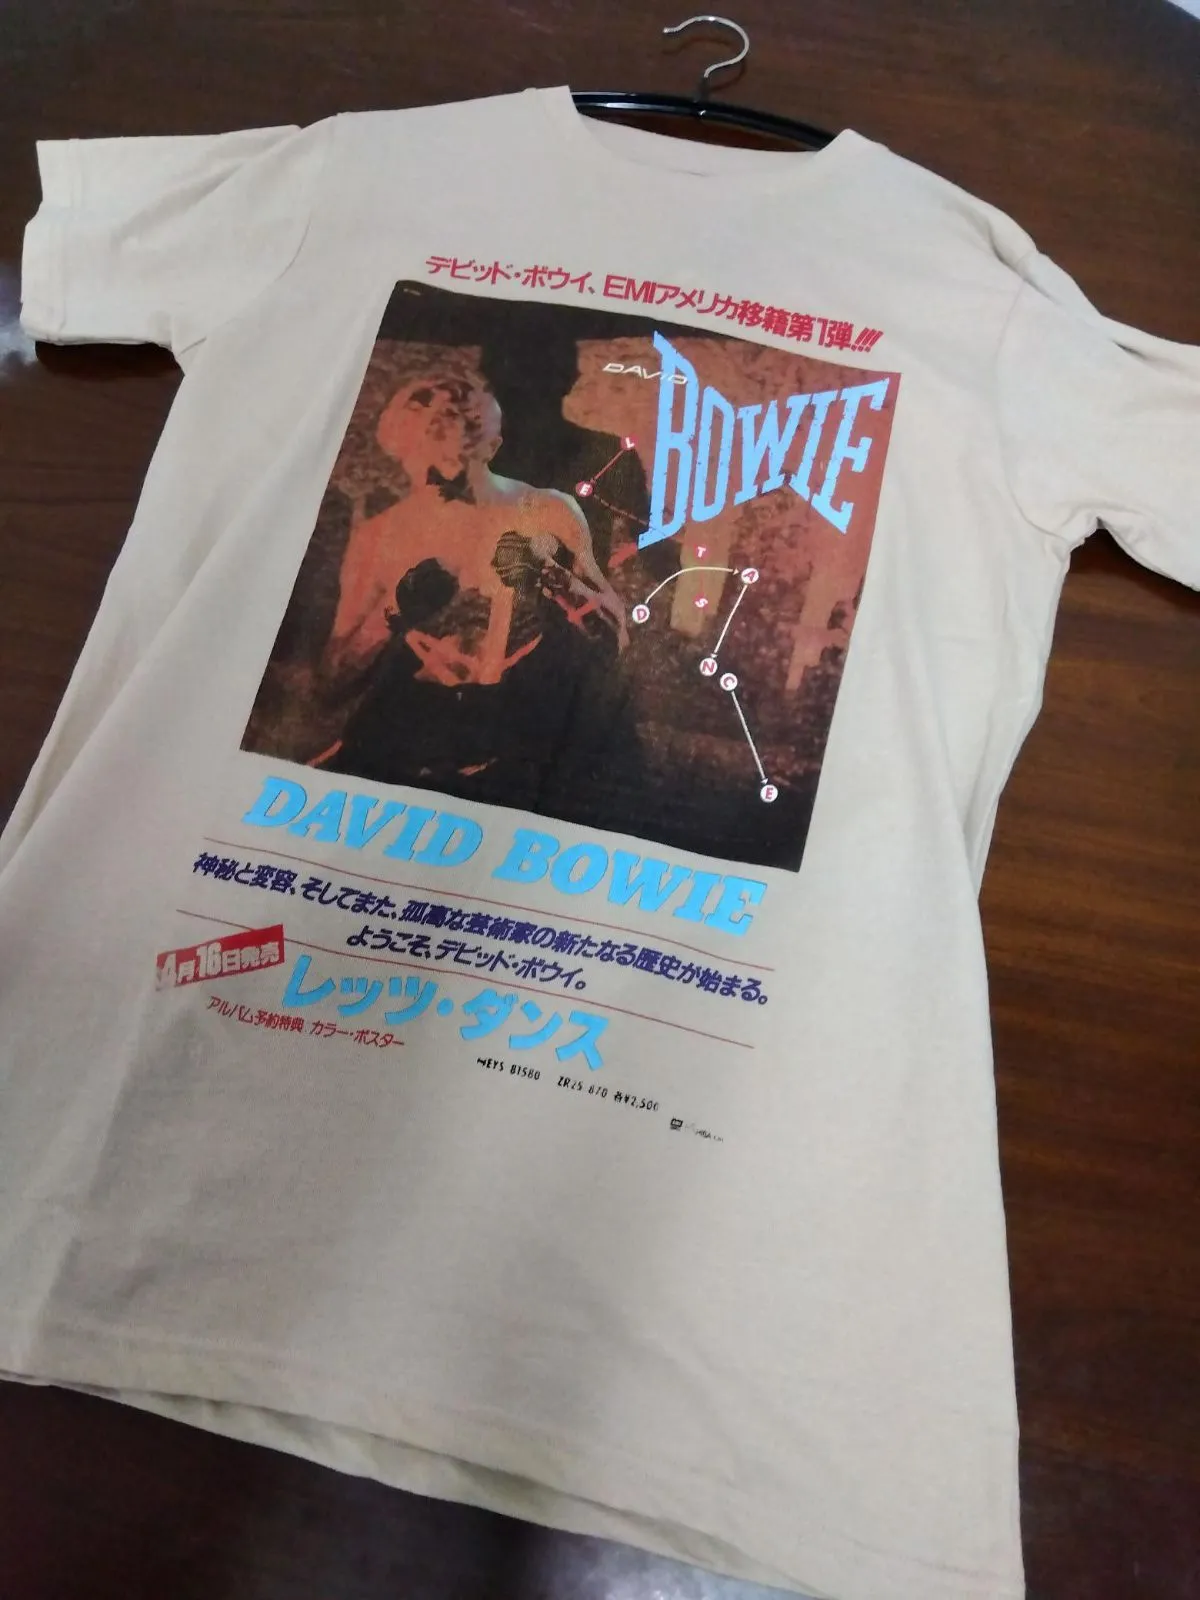 デビッド・ボウイ、EMIアメリカ移籍第1弾!!!
DAVID
BOWIE
L
E
T
S
D
A
N
C
E
DAVID BOWIE
神秘と変容、そしてまた、孤高な芸術家の新たなる歴史が始まる。
ようこそ、デビッド・ボウイ。
4月16日発売
レッツ・ダンス
アルバム予約特典 カラー・ポスター
EYS 81580 ZR25 870 各¥2,500